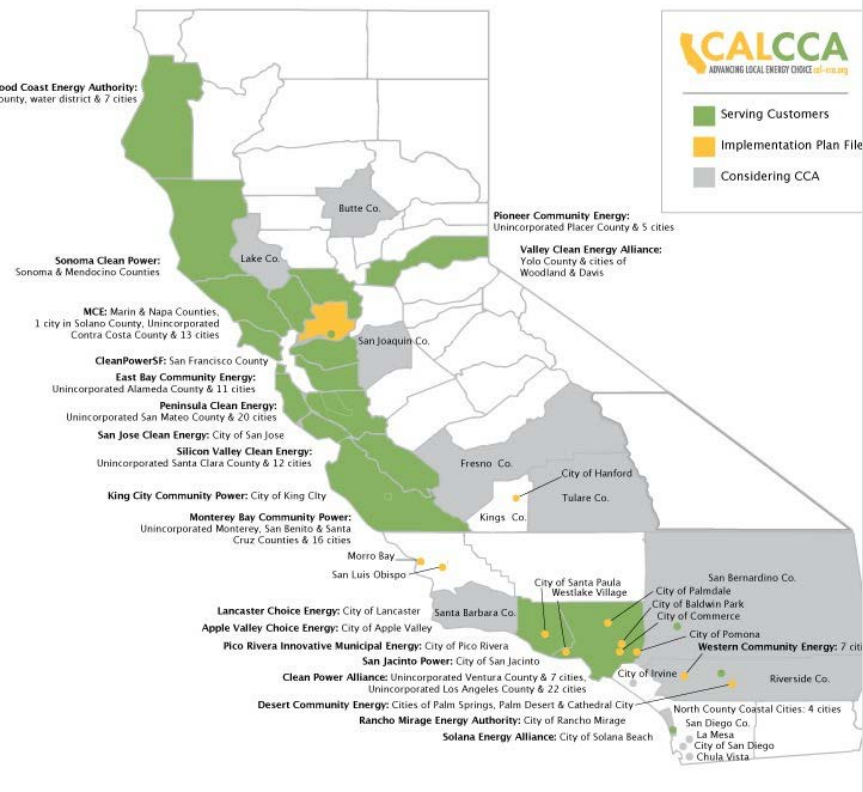 CALCCA
ADVANCING LOCAL ENERGY CHOICE cal-cca.org
Serving Customers
Implementation Plan File
Considering CCA
ood Coast Energy Authority:
ounty, water district & 7 cities
Butte Co.
Pioneer Community Energy:
Unincorporated Placer County & 5 cities
Valley Clean Energy Alliance:
Yolo County & cities of
Woodland & Davis
Lake Co.
Sonoma Clean Power:
Sonoma & Mendocino Counties
MCE: Marin & Napa Counties,
1 city in Solano County, Unincorporated
Contra Costa County & 13 cities
San Joaquin Co.
CleanPowerSF: San Francisco County
East Bay Community Energy:
Unincorporated Alameda County & 11 cities
Peninsula Clean Energy:
Unincorporated San Mateo County & 20 cities
San Jose Clean Energy: City of San Jose
Silicon Valley Clean Energy:
Unincorporated Santa Clara County & 12 cities
Fresno Co.
City of Hanford
Tulare Co.
Kings Co.
King City Community Power: City of King CIty
Monterey Bay Community Power:
Unincorporated Monterey, San Benito & Santa
Cruz Counties & 16 cities
Morro Bay
San Luis Obispo
San Bernardino Co.
City of Santa Paula
Westlake Village
City of Palmdale
City of Baldwin Park
City of Commerce
City of Pomona
Western Community Energy: 7 citi
Santa Barbara Co.
Lancaster Choice Energy: City of Lancaster
Apple Valley Choice Energy: City of Apple Valley
Pico Rivera Innovative Municipal Energy: City of Pico Rivera
San Jacinto Power: City of San Jacinto
Clean Power Alliance: Unincorporated Ventura County & 7 cities,
Unincorporated Los Angeles County & 22 cities
City of Irvine
Riverside Co.
Desert Community Energy: Cities of Palm Springs, Palm Desert & Cathedral City
North County Coastal Cities: 4 cities
Rancho Mirage Energy Authority: City of Rancho Mirage
San Diego Co.
Solana Energy Alliance: City of Solana Beach
La Mesa
City of San Diego
Chula Vista